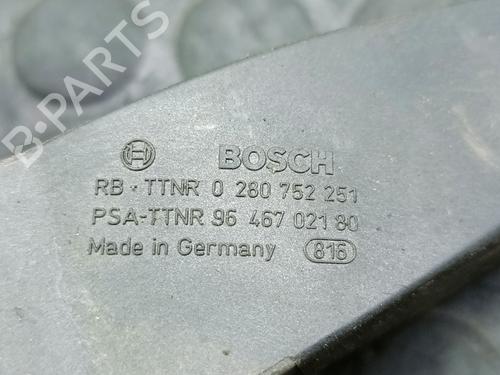 BOSCH
RB·TTNR 0 280 752 251
PSA-TTNR 96 467 021 80
Made in Germany 816
B-PARTS